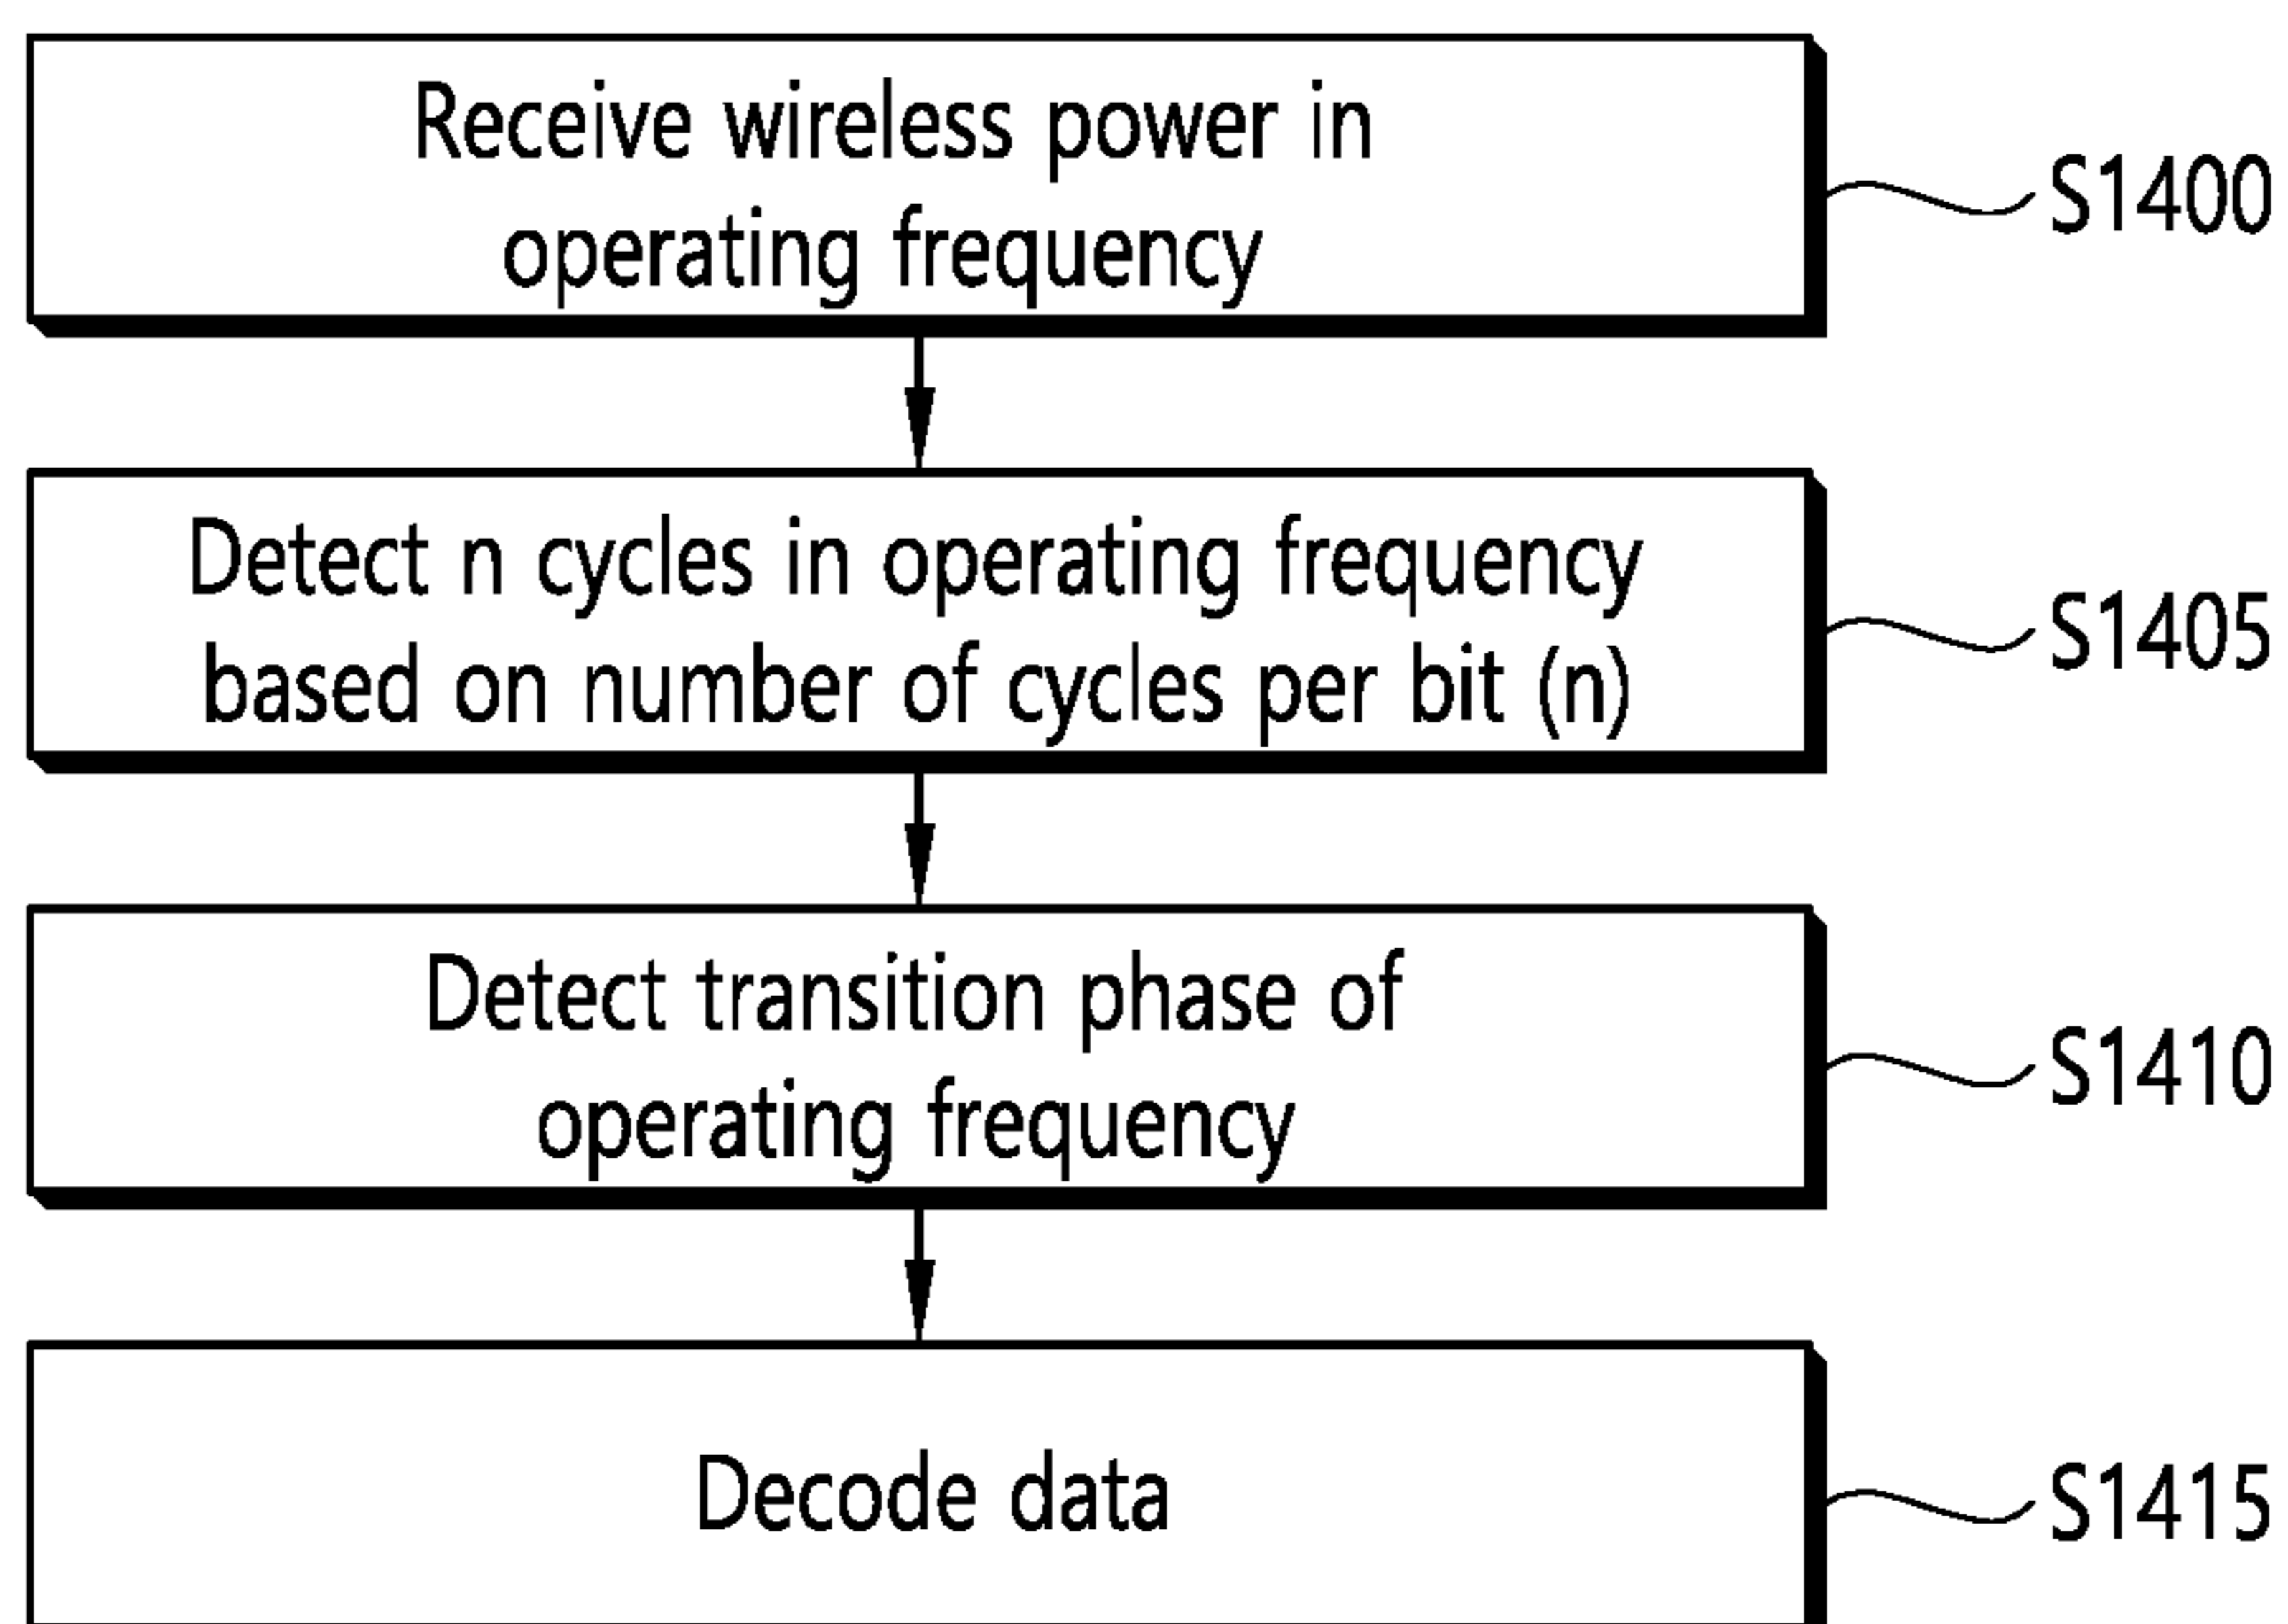 Receive wireless power in
operating frequency
S1400
Detect n cycles in operating frequency
based on number of cycles per bit (n)
S1405
Detect transition phase of
operating frequency
S1410
Decode data
S1415